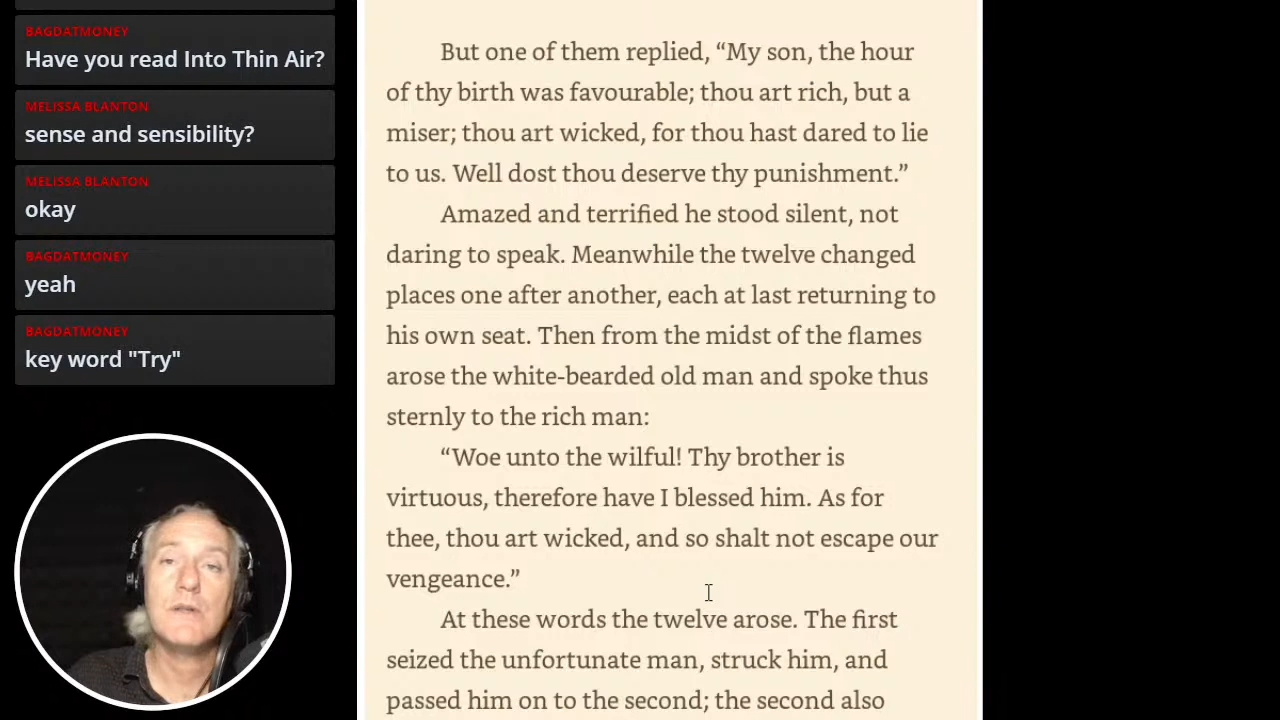 BAGDATMONEY
Have you read Into Thin Air?
MELISSA BLANTON
sense and sensibility?
MELISSA BLANTON
okay
BAGDATMONEY
yeah
BAGDATMONEY
key word "Try"
But one of them replied, “My son, the hour
of thy birth was favourable; thou art rich, but a
miser; thou art wicked, for thou hast dared to lie
to us. Well dost thou deserve thy punishment.”
Amazed and terrified he stood silent, not
daring to speak. Meanwhile the twelve changed
places one after another, each at last returning to
his own seat. Then from the midst of the flames
arose the white-bearded old man and spoke thus
sternly to the rich man:
“Woe unto the wilful! Thy brother is
virtuous, therefore have I blessed him. As for
thee, thou art wicked, and so shalt not escape our
vengeance.”
At these words the twelve arose. The first
seized the unfortunate man, struck him, and
passed him on to the second; the second also